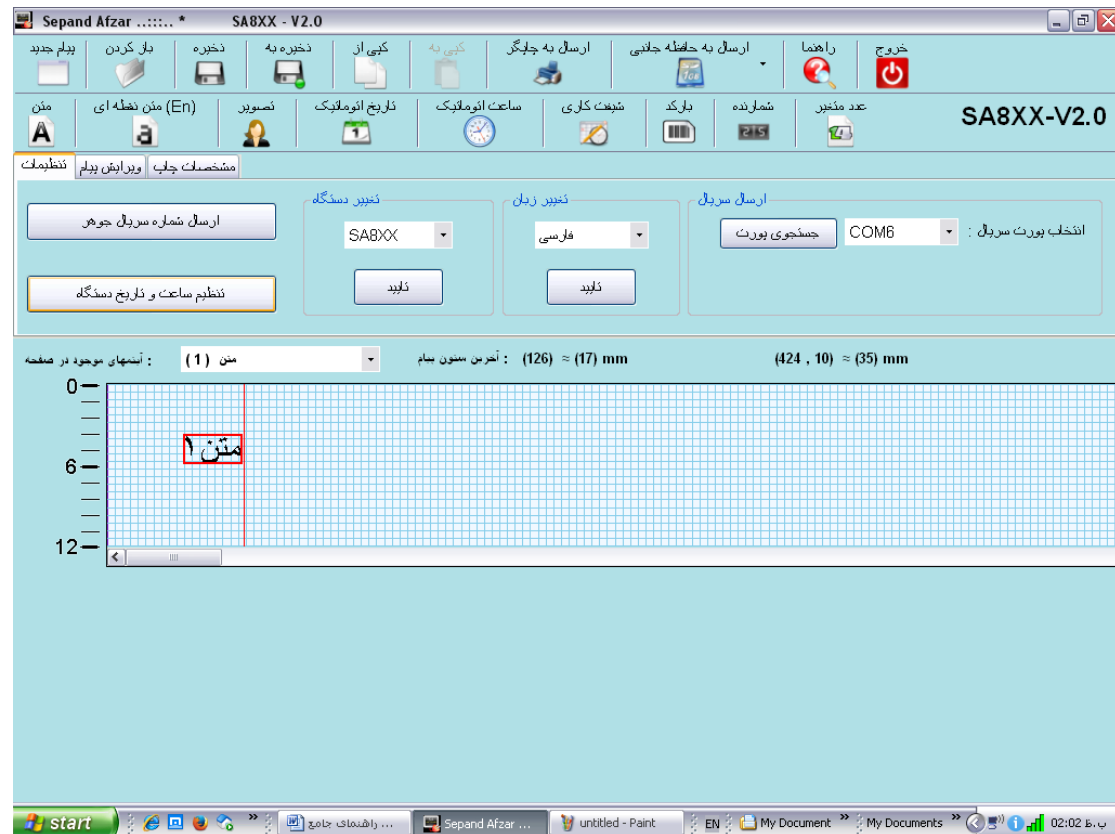 Sepand Afzar ..:::.. * SA8XX - V2.0
پیام جدید
باز کردن
ذخیره
ذخیره به
کپی از
کپی به
ارسال به چاپگر
ارسال به حافظه جانبی
راهنما
خروج
متن
متن نقطه ای (En)
تصویر
تاریخ اتوماتیک
ساعت اتوماتیک
شیفت کاری
بارکد
شمارنده
عدد متغیر
SA8XX-V2.0
تنظیمات
ویرایش پیام
مشخصات چاپ
ارسال شماره سریال جوهر
تنظیم ساعت و تاریخ دستگاه
تغییر دستگاه
SA8XX
تایید
تغییر زبان
فارسی
تایید
ارسال سریال
جستجوی پورت
COM6
انتخاب پورت سریال :
آیتمهای موجود در صفحه :
متن (1)
آخرین ستون پیام : (126) ≈ (17) mm
(424 , 10) ≈ (35) mm
0
6
12
متن ۱
start
راهنمای جامع ...
Sepand Afzar ...
untitled - Paint
EN
My Document »
My Documents »
02:02 ب.ظ